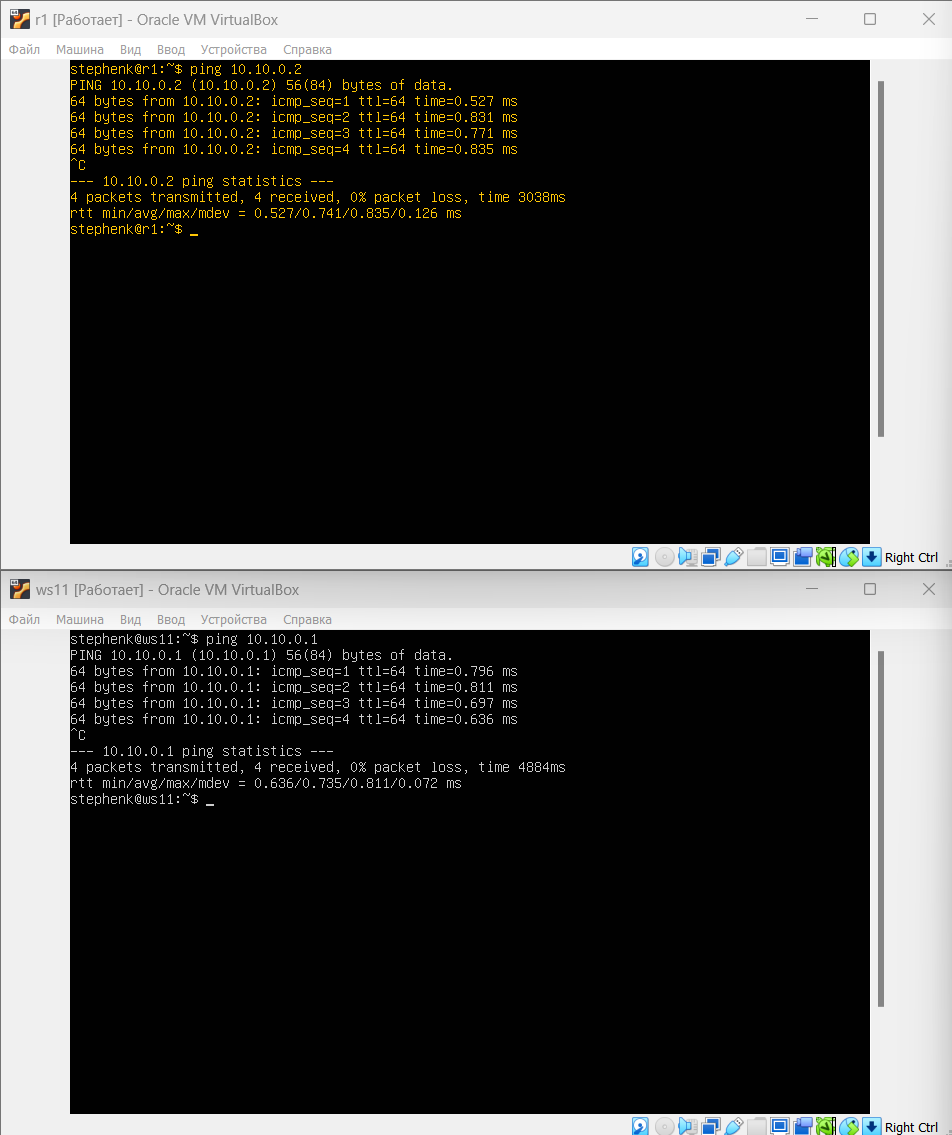 r1 [Работает] - Oracle VM VirtualBox
Файл Машина Вид Ввод Устройства Справка
stephenk@r1:~$ ping 10.10.0.2
PING 10.10.0.2 (10.10.0.2) 56(84) bytes of data.
64 bytes from 10.10.0.2: icmp_seq=1 ttl=64 time=0.527 ms
64 bytes from 10.10.0.2: icmp_seq=2 ttl=64 time=0.831 ms
64 bytes from 10.10.0.2: icmp_seq=3 ttl=64 time=0.771 ms
64 bytes from 10.10.0.2: icmp_seq=4 ttl=64 time=0.835 ms
^C
--- 10.10.0.2 ping statistics ---
4 packets transmitted, 4 received, 0% packet loss, time 3038ms
rtt min/avg/max/mdev = 0.527/0.741/0.835/0.126 ms
stephenk@r1:~$ _
Right Ctrl
ws11 [Работает] - Oracle VM VirtualBox
Файл Машина Вид Ввод Устройства Справка
stephenk@ws11:~$ ping 10.10.0.1
PING 10.10.0.1 (10.10.0.1) 56(84) bytes of data.
64 bytes from 10.10.0.1: icmp_seq=1 ttl=64 time=0.796 ms
64 bytes from 10.10.0.1: icmp_seq=2 ttl=64 time=0.811 ms
64 bytes from 10.10.0.1: icmp_seq=3 ttl=64 time=0.697 ms
64 bytes from 10.10.0.1: icmp_seq=4 ttl=64 time=0.636 ms
^C
--- 10.10.0.1 ping statistics ---
4 packets transmitted, 4 received, 0% packet loss, time 4884ms
rtt min/avg/max/mdev = 0.636/0.735/0.811/0.072 ms
stephenk@ws11:~$ _
Right Ctrl